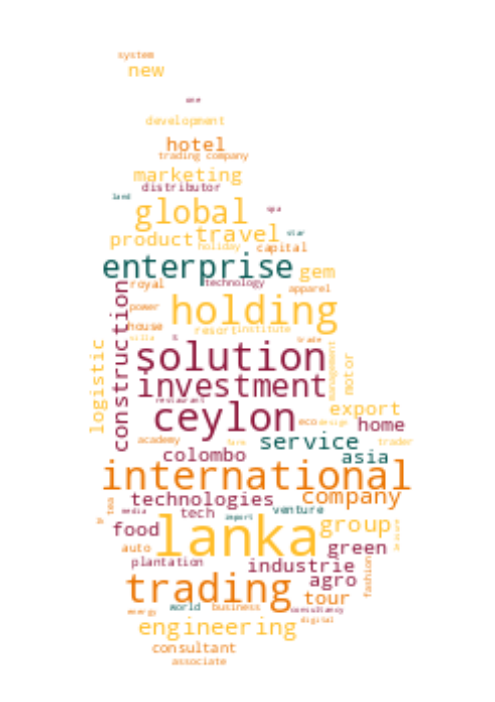 system
new
one
development
hotel
trading company
marketing
distributor
land
global
spa
travel
star
product
holiday
capital
enterprise
gem
royal
technology
apparel
construction
power
holding
house
resort
institute
villa
it
trade
solution
management
logistic
motor
investment
restaurant
ceylon
export
eco
design
home
academy
farm
service
trader
colombo
asia
international
technologies
company
tea
media
tech
import
venture
lanka
group
food
leisure
auto
green
plantation
industrie
agro
fashion
trading
tour
energy
world
business
consultancy
digital
engineering
consultant
associate